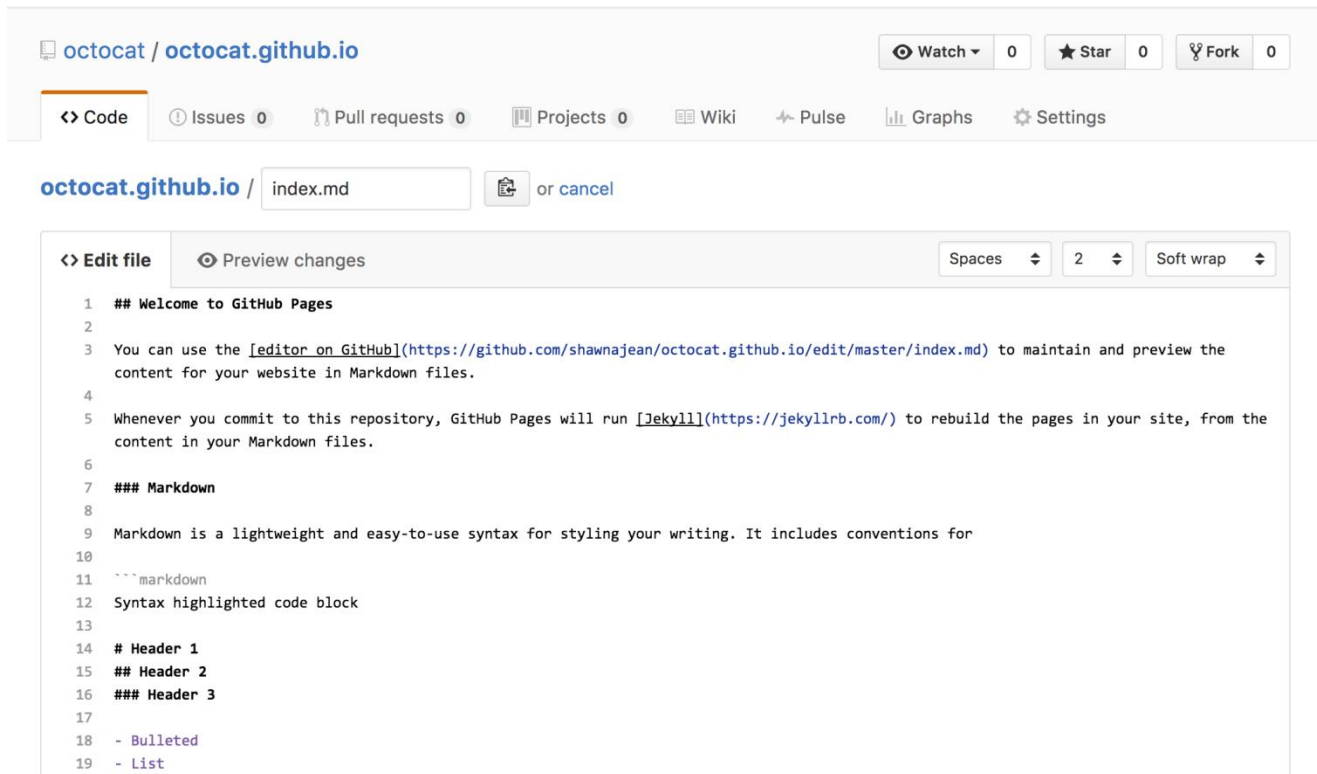 octocat / octocat.github.io
Watch 0 Star 0 Fork 0
Code Issues 0 Pull requests 0 Projects 0 Wiki Pulse Graphs Settings
octocat.github.io / index.md or cancel
<> Edit file Preview changes Spaces 2 Soft wrap
1 ## Welcome to GitHub Pages
2
3 You can use the [editor on GitHub](https://github.com/shawnajean/octocat.github.io/edit/master/index.md) to maintain and preview the
content for your website in Markdown files.
4
5 Whenever you commit to this repository, GitHub Pages will run [Jekyll](https://jekyllrb.com/) to rebuild the pages in your site, from the
content in your Markdown files.
6
7 ### Markdown
8
9 Markdown is a lightweight and easy-to-use syntax for styling your writing. It includes conventions for
10
11 ```markdown
12 Syntax highlighted code block
13
14 # Header 1
15 ## Header 2
16 ### Header 3
17
18 - Bulleted
19 - List